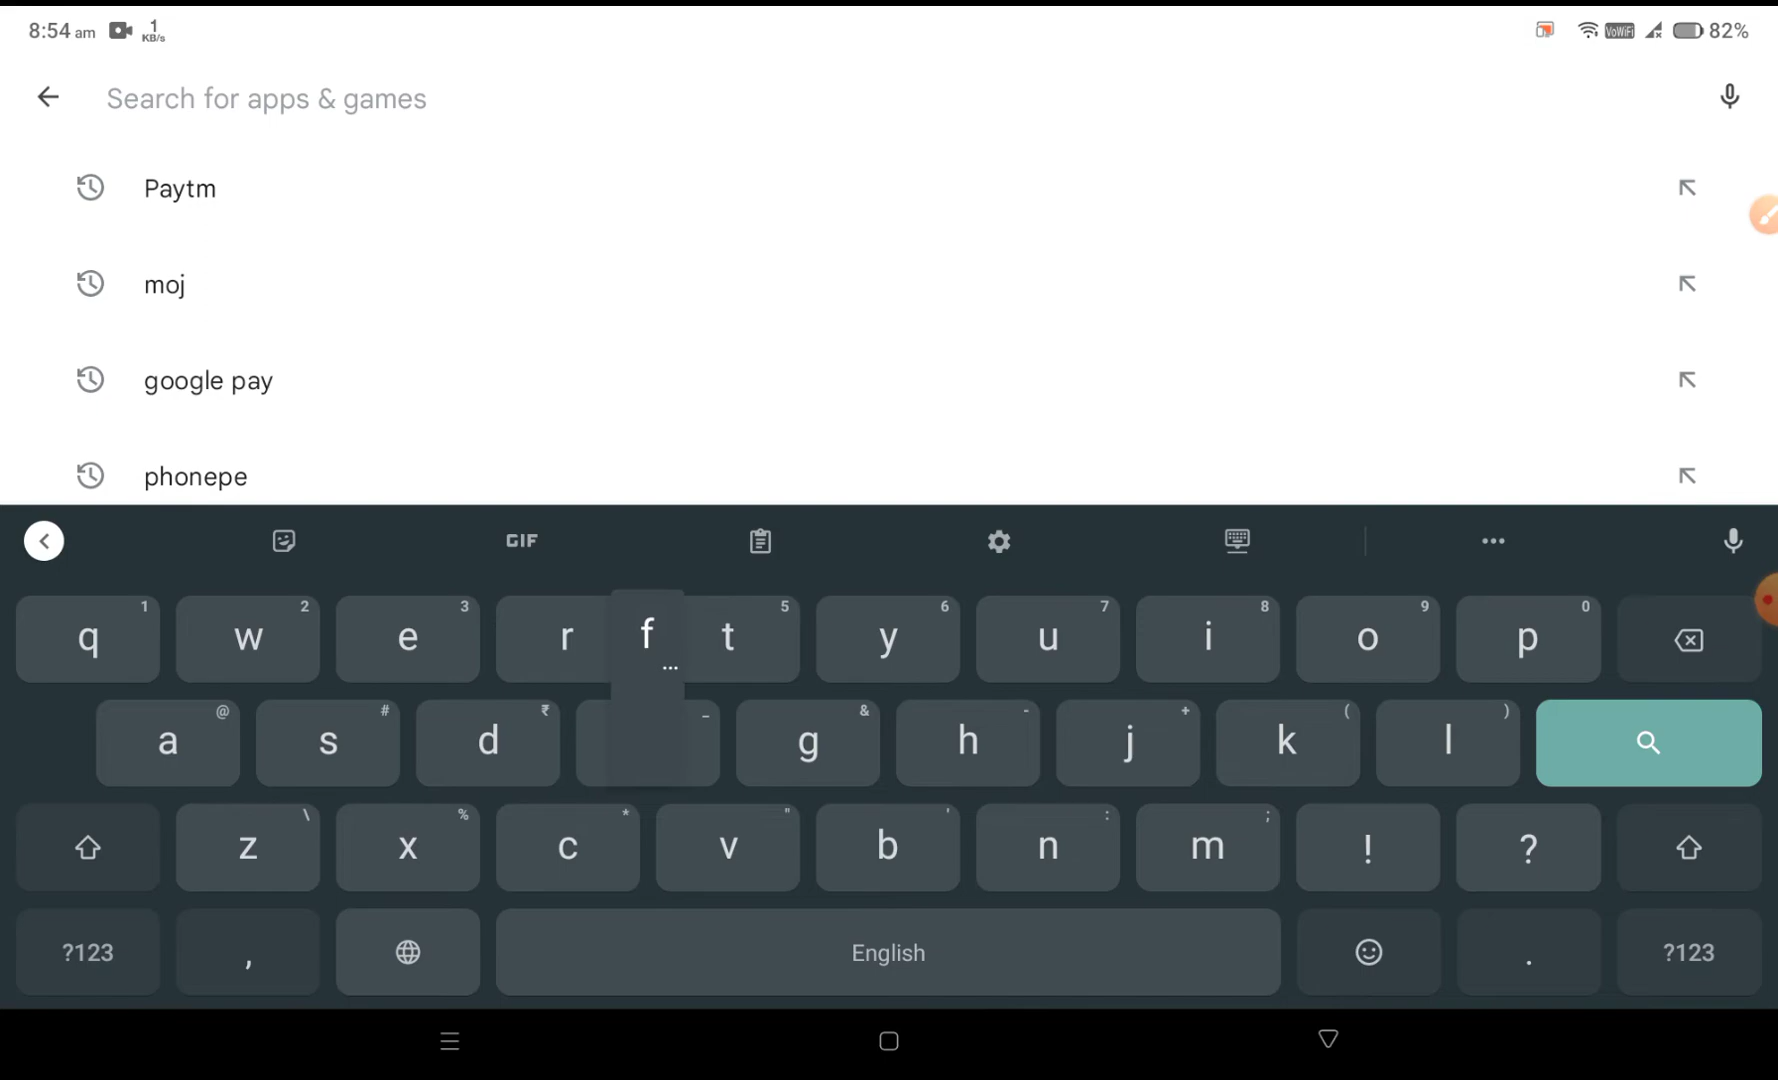 8:54 am 1 KB/s VoWiFi 82%
Search for apps & games
Paytm
moj
google pay
phonepe
GIF
q 1 w 2 e 3 r f ... t 5 y 6 u 7 i 8 o 9 p 0
a @ s # d ₹ _ g & h - j + k ( l )
z \ x % c * v " b ' n : m ; ! ?
?123 , English . ?123